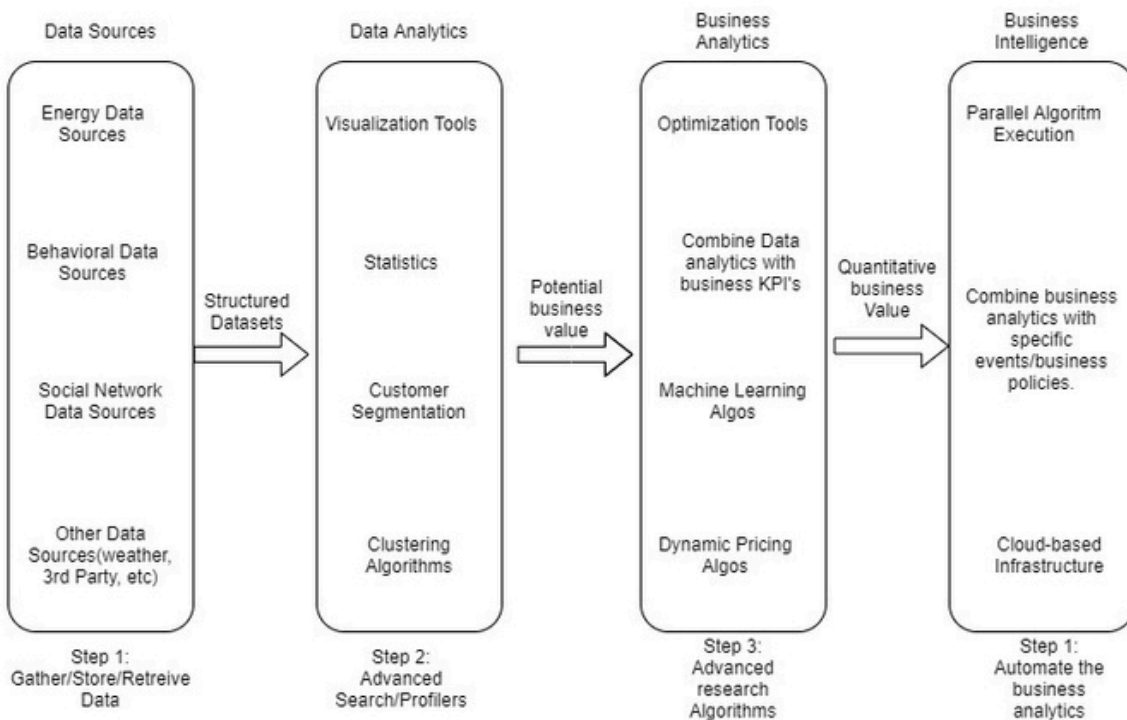 Data Sources
Energy Data
Sources
Behavioral Data
Sources
Social Network
Data Sources
Other Data
Sources(weather,
3rd Party, etc)
Step 1:
Gather/Store/Retreive
Data
Structured
Datasets
Data Analytics
Visualization Tools
Statistics
Customer
Segmentation
Clustering
Algorithms
Step 2:
Advanced
Search/Profilers
Potential
business
value
Business
Analytics
Optimization Tools
Combine Data
analytics with
business KPI's
Machine Learning
Algos
Dynamic Pricing
Algos
Step 3:
Advanced
research
Algorithms
Quantitative
business
Value
Business
Intelligence
Parallel Algoritm
Execution
Combine business
analytics with
specific
events/business
policies.
Cloud-based
Infrastructure
Step 1:
Automate the
business
analytics